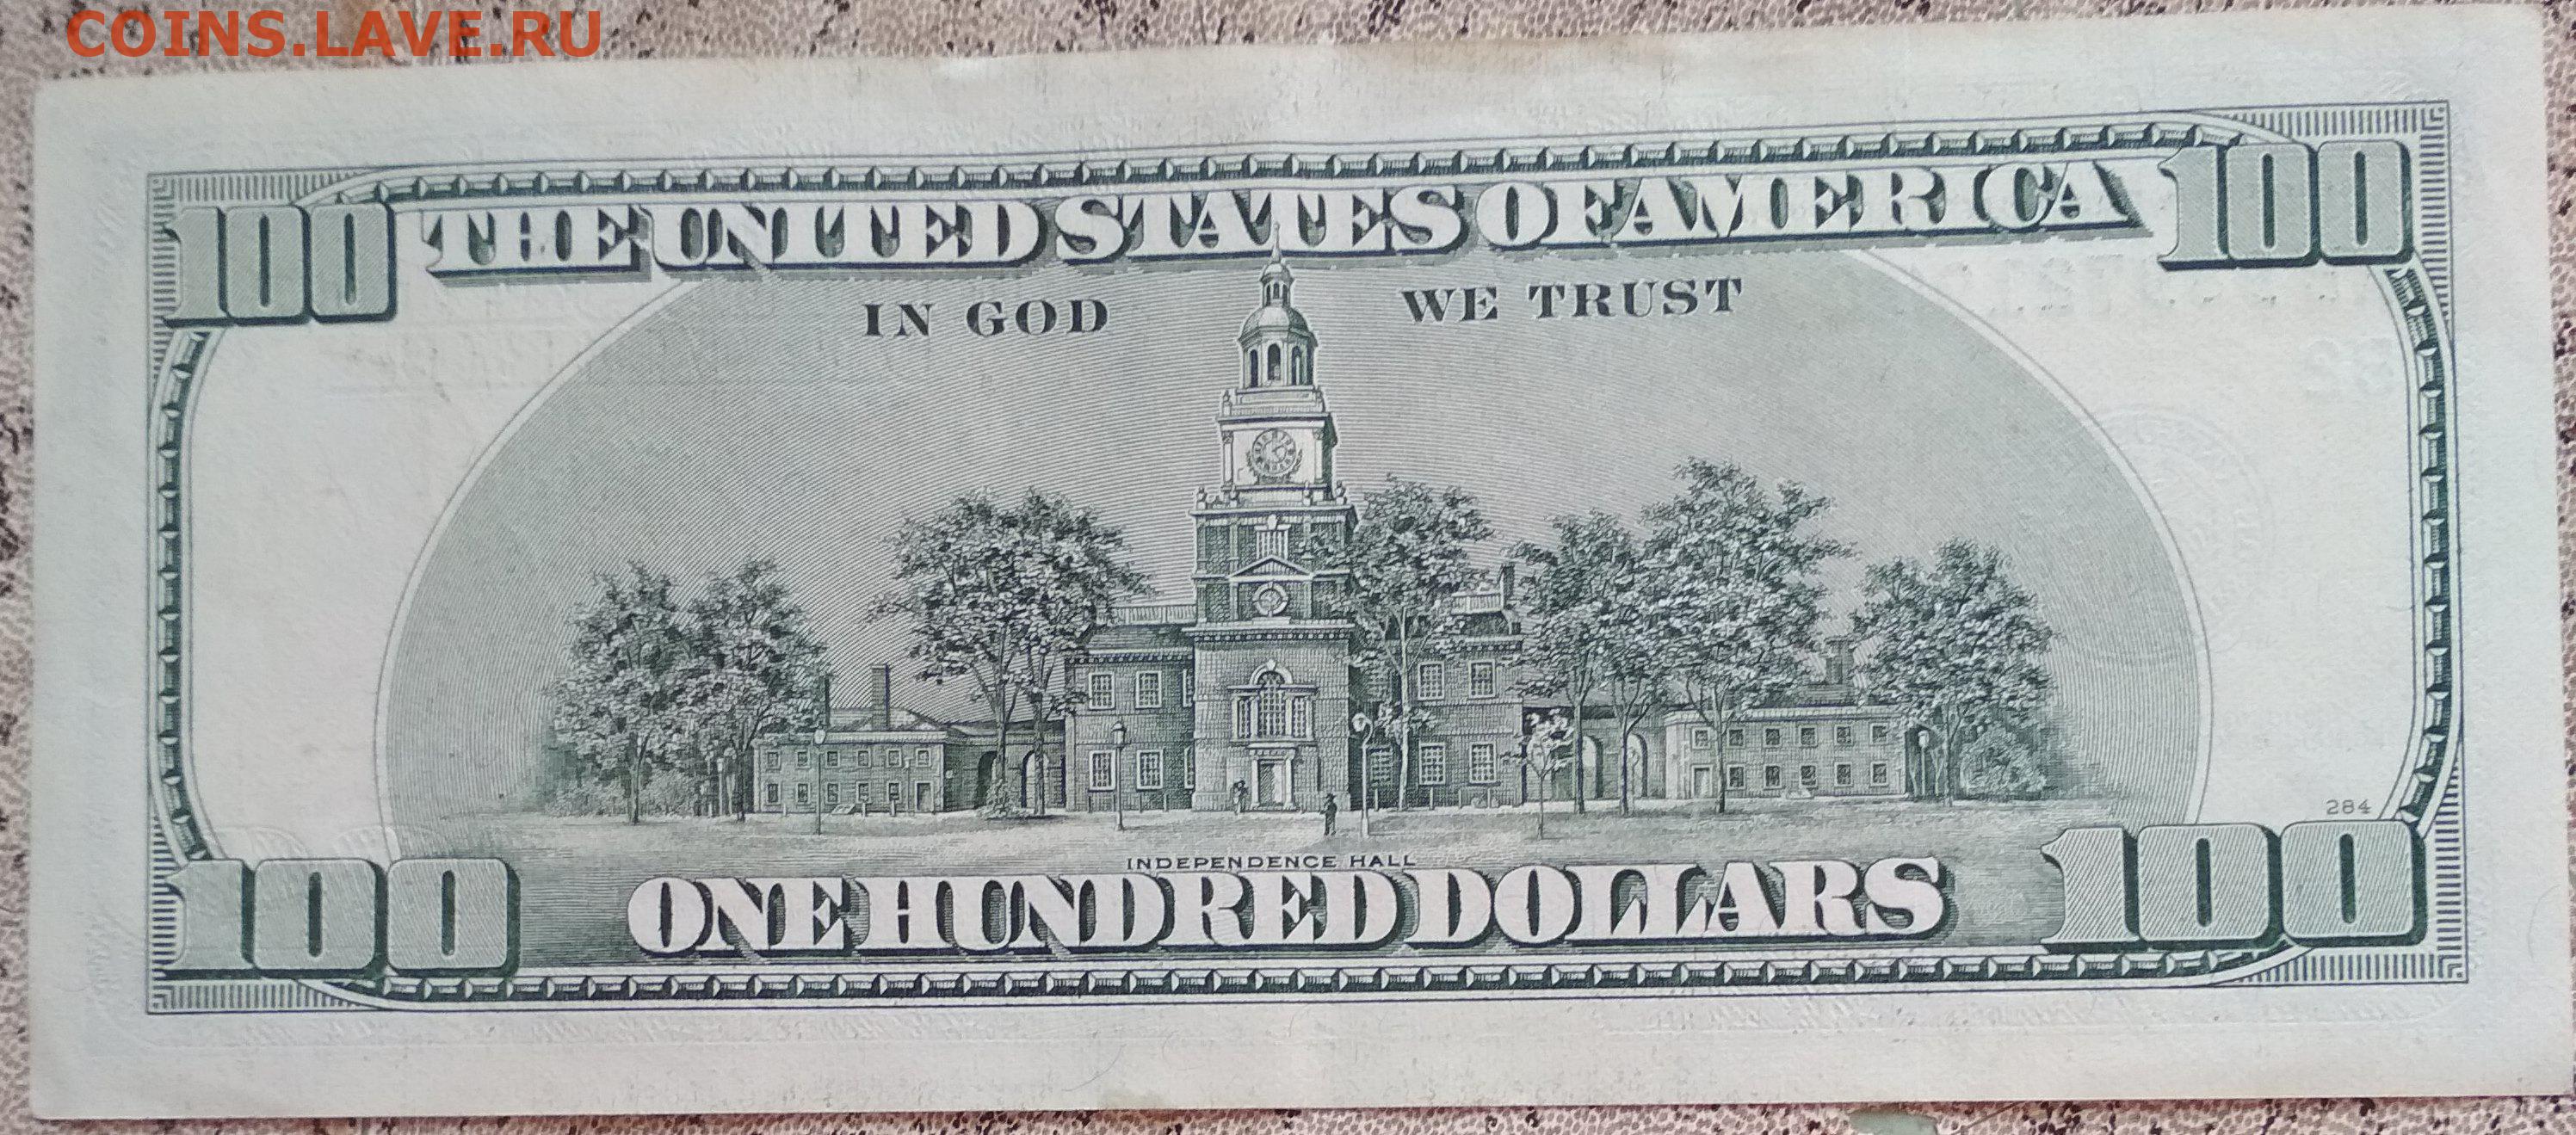 COINS.LAVE.RU
100 THE UNITED STATES OF AMERICA 100
IN GOD WE TRUST
284
INDEPENDENCE HALL
100 ONE HUNDRED DOLLARS 100